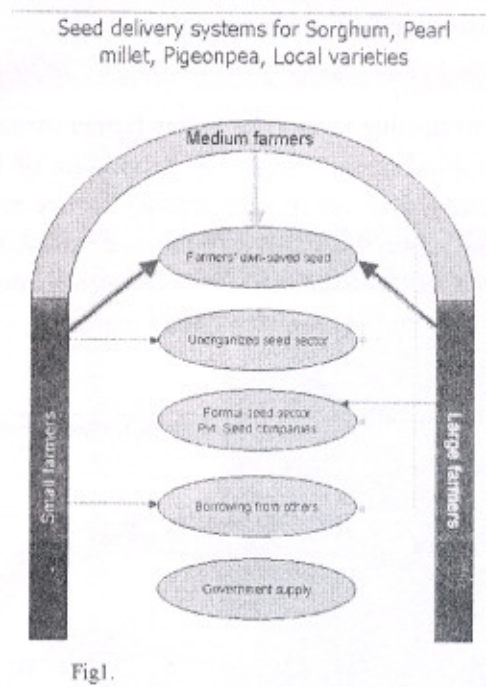 Seed delivery systems for Sorghum, Pearl
millet, Pigeonpea, Local varieties
Medium farmers
Farmers' own-saved seed
Unorganized seed sector
Formal seed sector
Pvt. Seed companies
Small farmers
Large farmers
Borrowing from others
Government supply
Fig1.